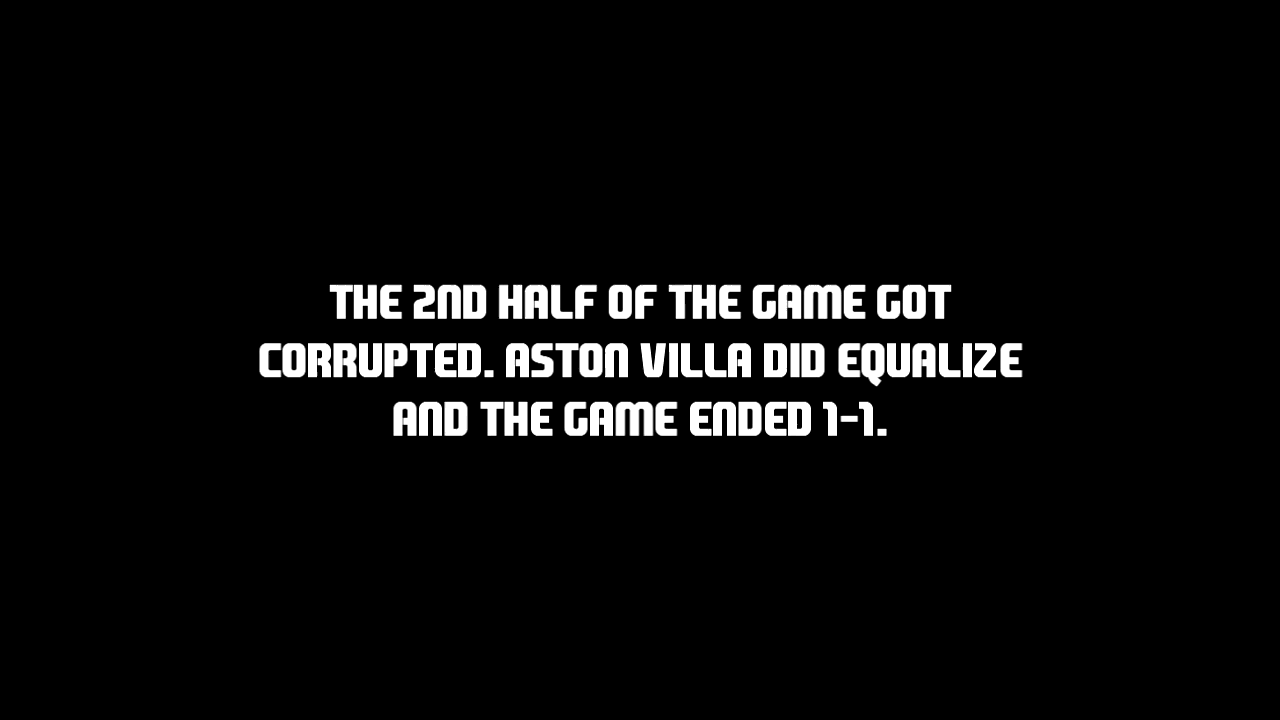 THE 2ND HALF OF THE GAME GOT
CORRUPTED. ASTON VILLA DID EQUALIZE
AND THE GAME ENDED 1-1.